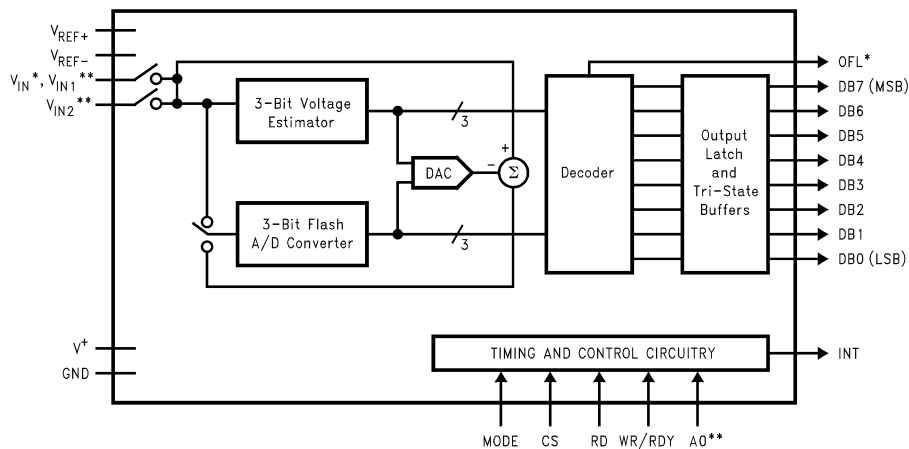 VREF+
VREF-
VIN*, VIN1**
VIN2**
3-Bit Voltage
Estimator
3
DAC
+
-
Σ
3-Bit Flash
A/D Converter
3
Decoder
Output
Latch
and
Tri-State
Buffers
OFL*
DB7 (MSB)
DB6
DB5
DB4
DB3
DB2
DB1
DB0 (LSB)
V+
GND
TIMING AND CONTROL CIRCUITRY
INT
MODE
CS
RD
WR/RDY
A0**